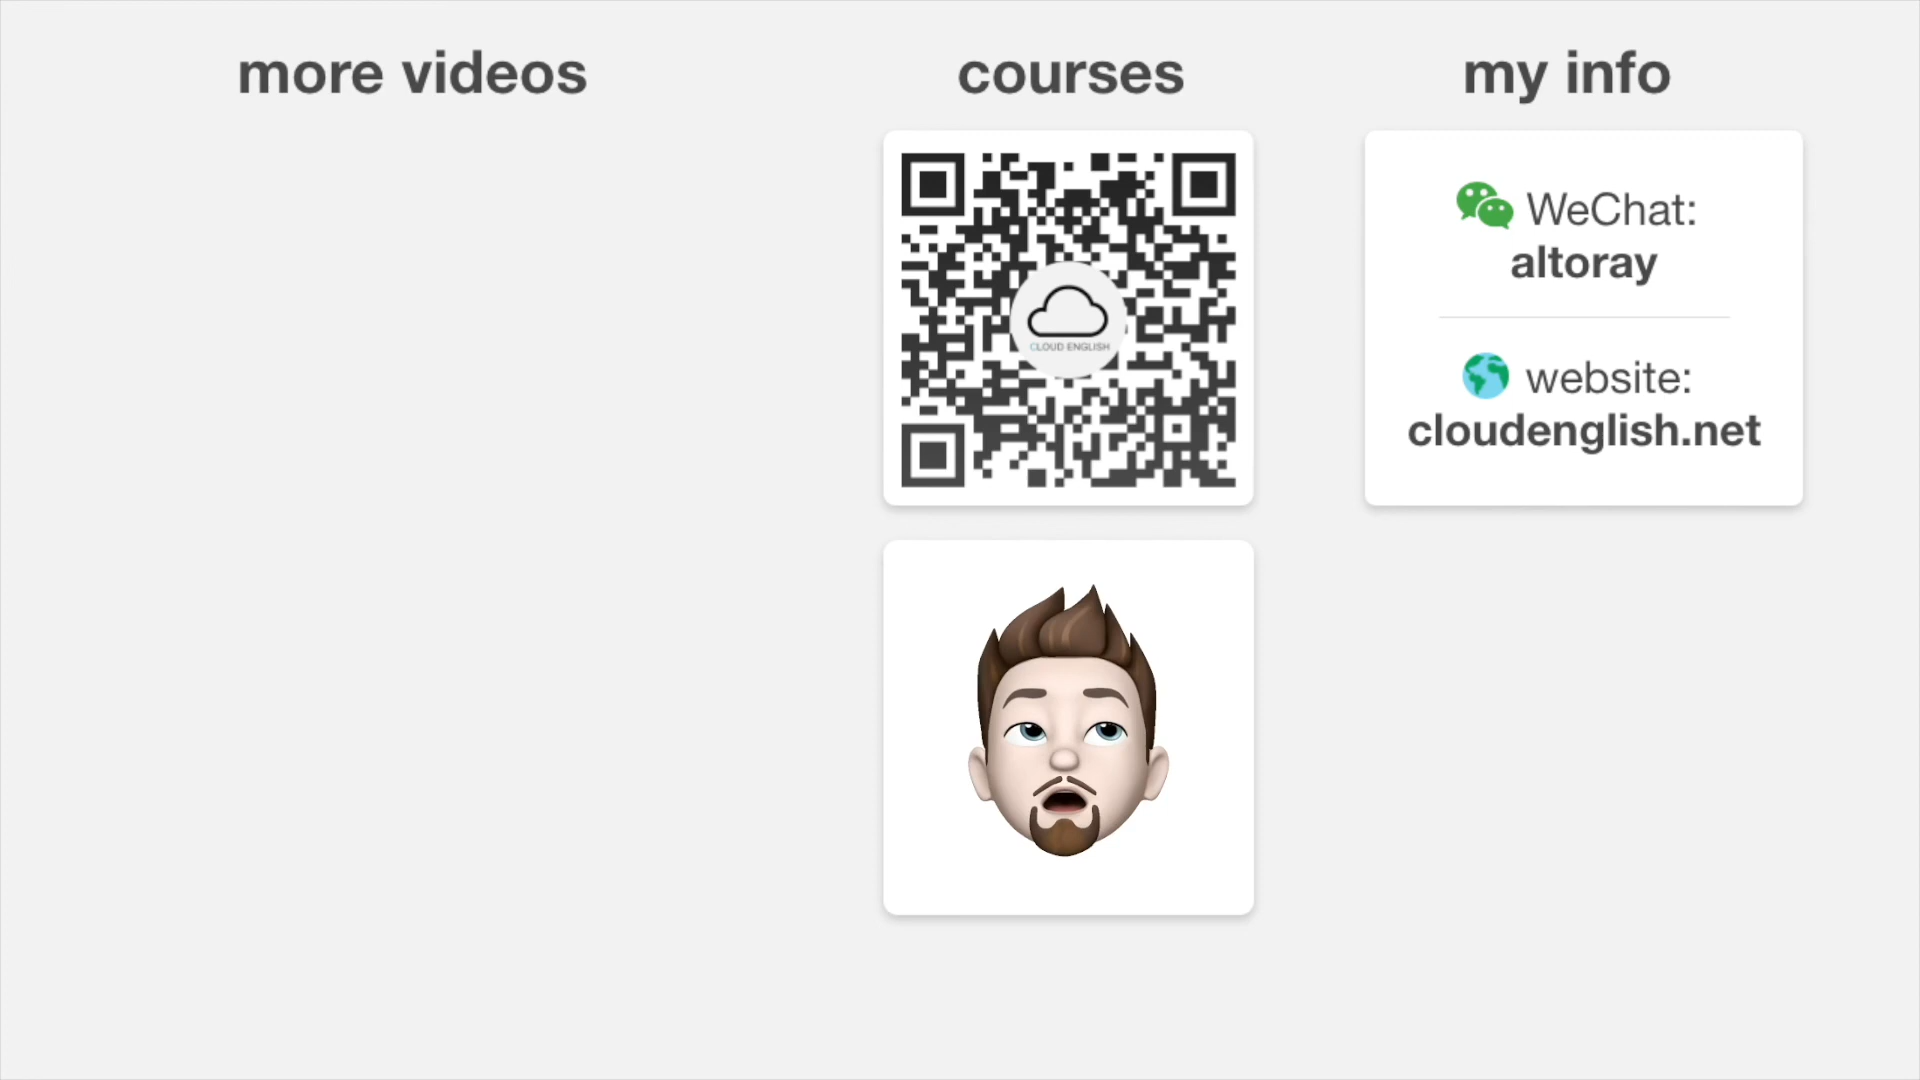 more videos
courses
CLOUD ENGLISH
my info
WeChat:
altoray
website:
cloudenglish.net